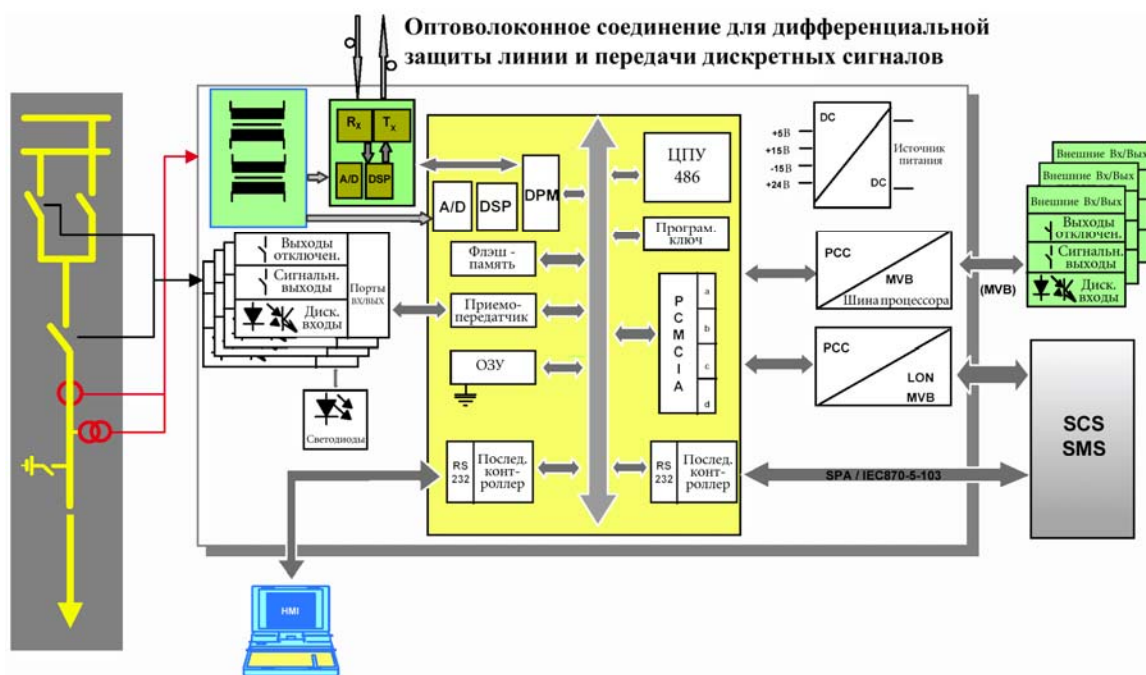 Оптоволоконное соединение для дифференциальной
защиты линии и передачи дискретных сигналов
Rx
Tx
A/D
DSP
A/D
DSP
DPM
ЦПУ
486
Флэш -
память
Програм.
ключ
Приемо-
передатчик
ОЗУ
PCMCIA
a
b
c
d
RS
232
Послед.
конт-
роллер
RS
232
Послед.
конт-
роллер
Выходы
отключен.
Сигнальн.
выходы
Диск.
входы
Порты
вх/вых
Светодиоды
DC
DC
+5В
+15В
-15В
+24В
Источник
питания
PCC
MVB
Шина процессора
(MVB)
PCC
LON
MVB
Внешние Вх/Вых
Внешние Вх/Вых
Внешние Вх/Вых
Выходы
отключен.
Сигнальн.
выходы
Диск.
входы
SCS
SMS
SPA / IEC870-5-103
HMI